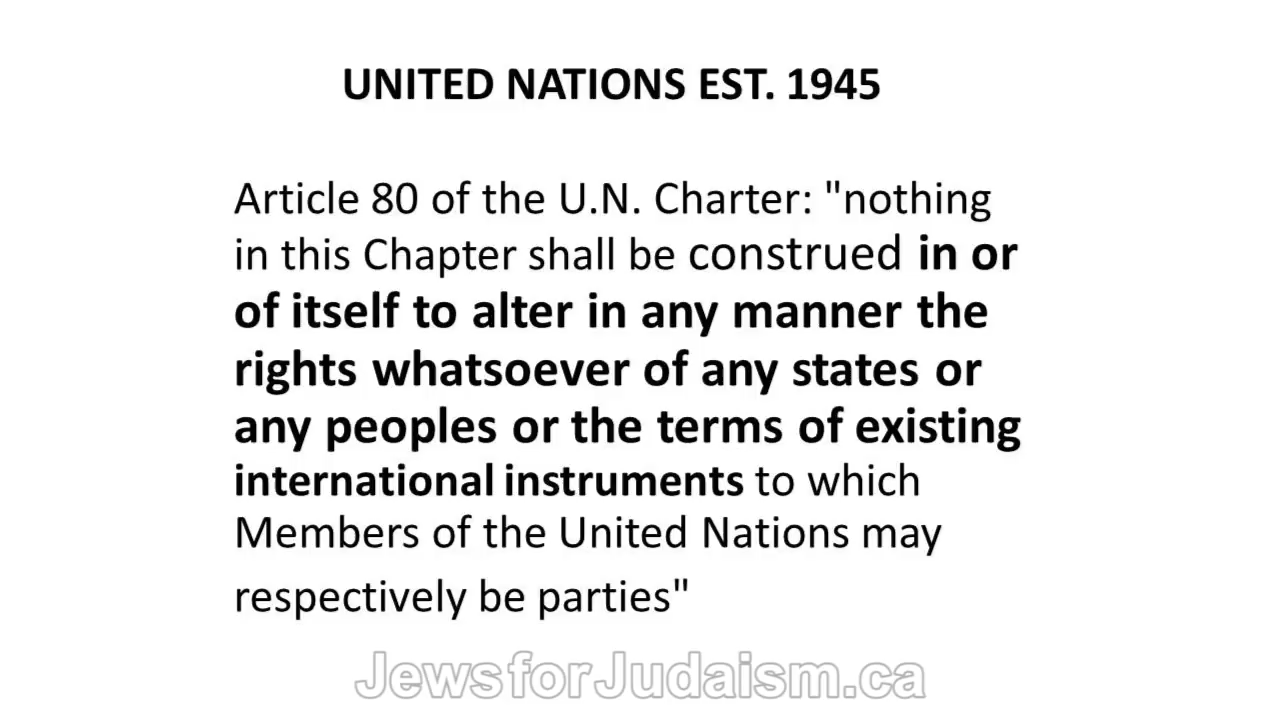 UNITED NATIONS EST. 1945
Article 80 of the U.N. Charter: "nothing
in this Chapter shall be construed in or
of itself to alter in any manner the
rights whatsoever of any states or
any peoples or the terms of existing
international instruments to which
Members of the United Nations may
respectively be parties"
JewsforJudaism.ca